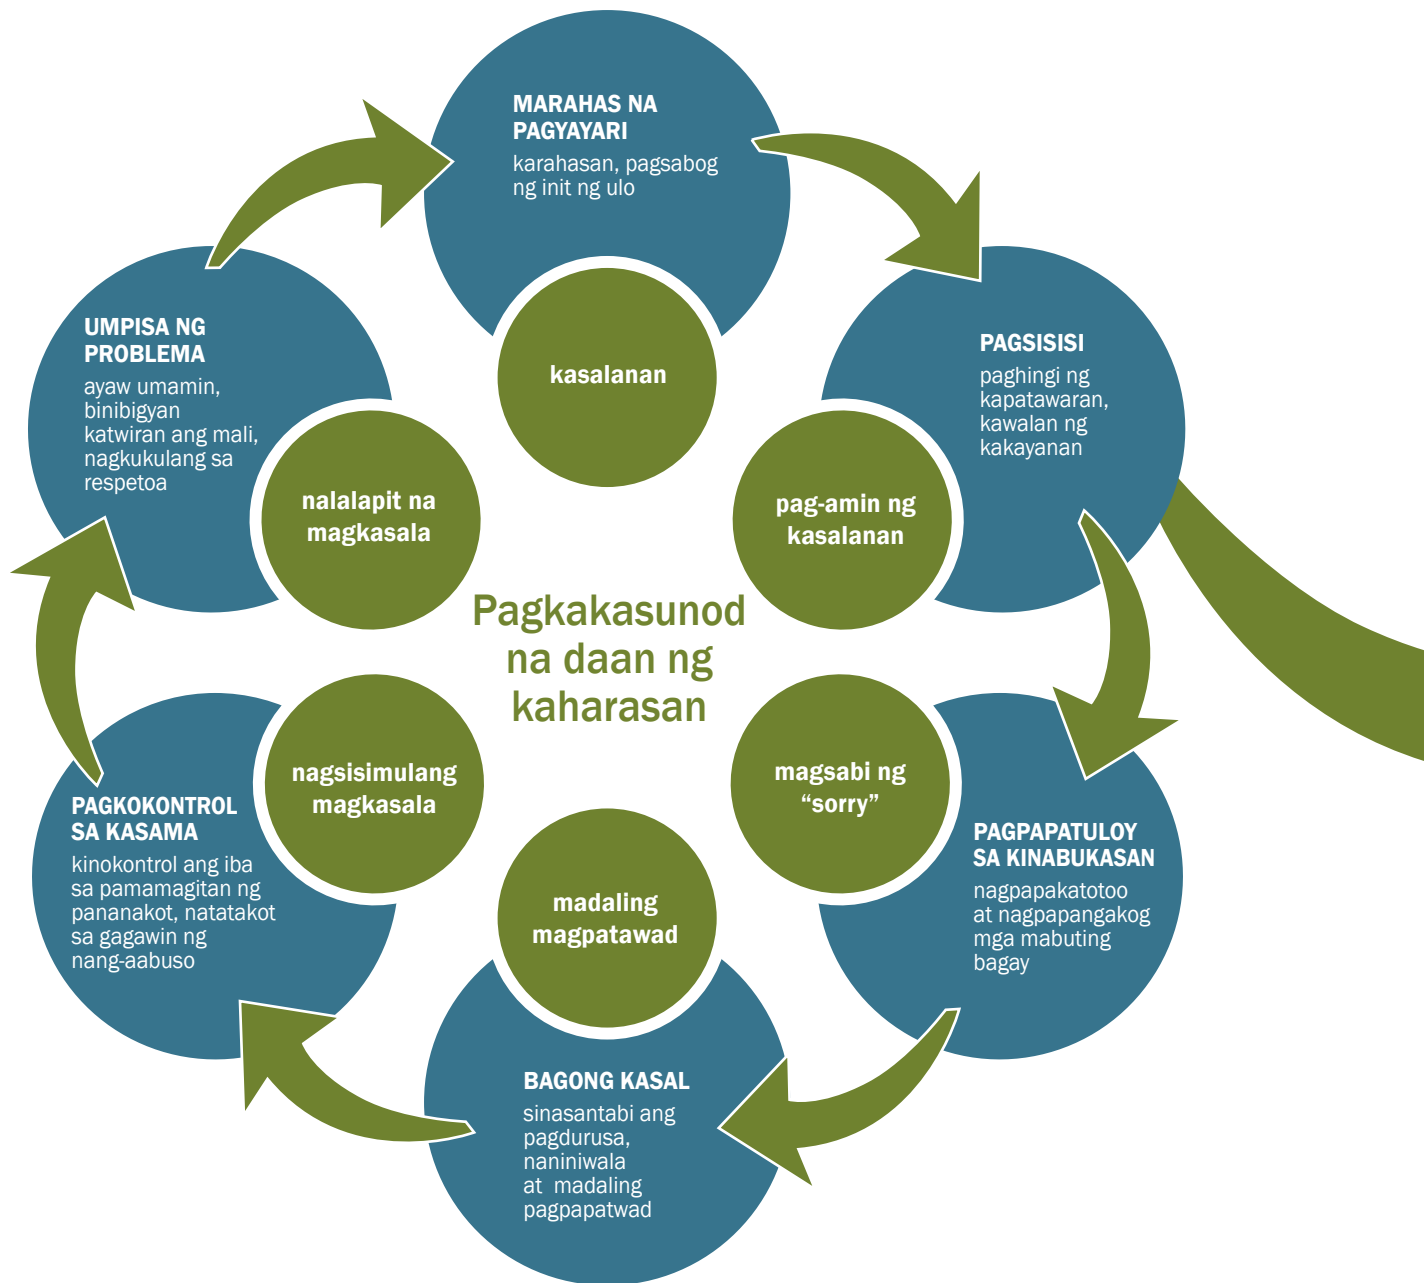 MARAHAS NA
PAGYAYARI
karahasan, pagsabog
ng init ng ulo
kasalanan
PAGSISISI
paghingi ng
kapatawaran,
kawalan ng
kakayanan
pag-amin ng
kasalanan
PAGPAPATULOY
SA KINABUKASAN
nagpapakatotoo
at nagpapangakog
mga mabuting
bagay
magsabi ng
“sorry”
BAGONG KASAL
sinasantabi ang
pagdurusa,
naniniwala
at madaling
pagpapatwad
madaling
magpatawad
PAGKOKONTROL
SA KASAMA
kinokontrol ang iba
sa pamamagitan ng
pananakot, natatakot
sa gagawin ng
nang-aabuso
nagsisimulang
magkasala
UMPISA NG
PROBLEMA
ayaw umamin,
binibigyan
katwiran ang mali,
nagkukulang sa
respetoa
nalalapit na
magkasala
Pagkakasunod
na daan ng
kaharasan